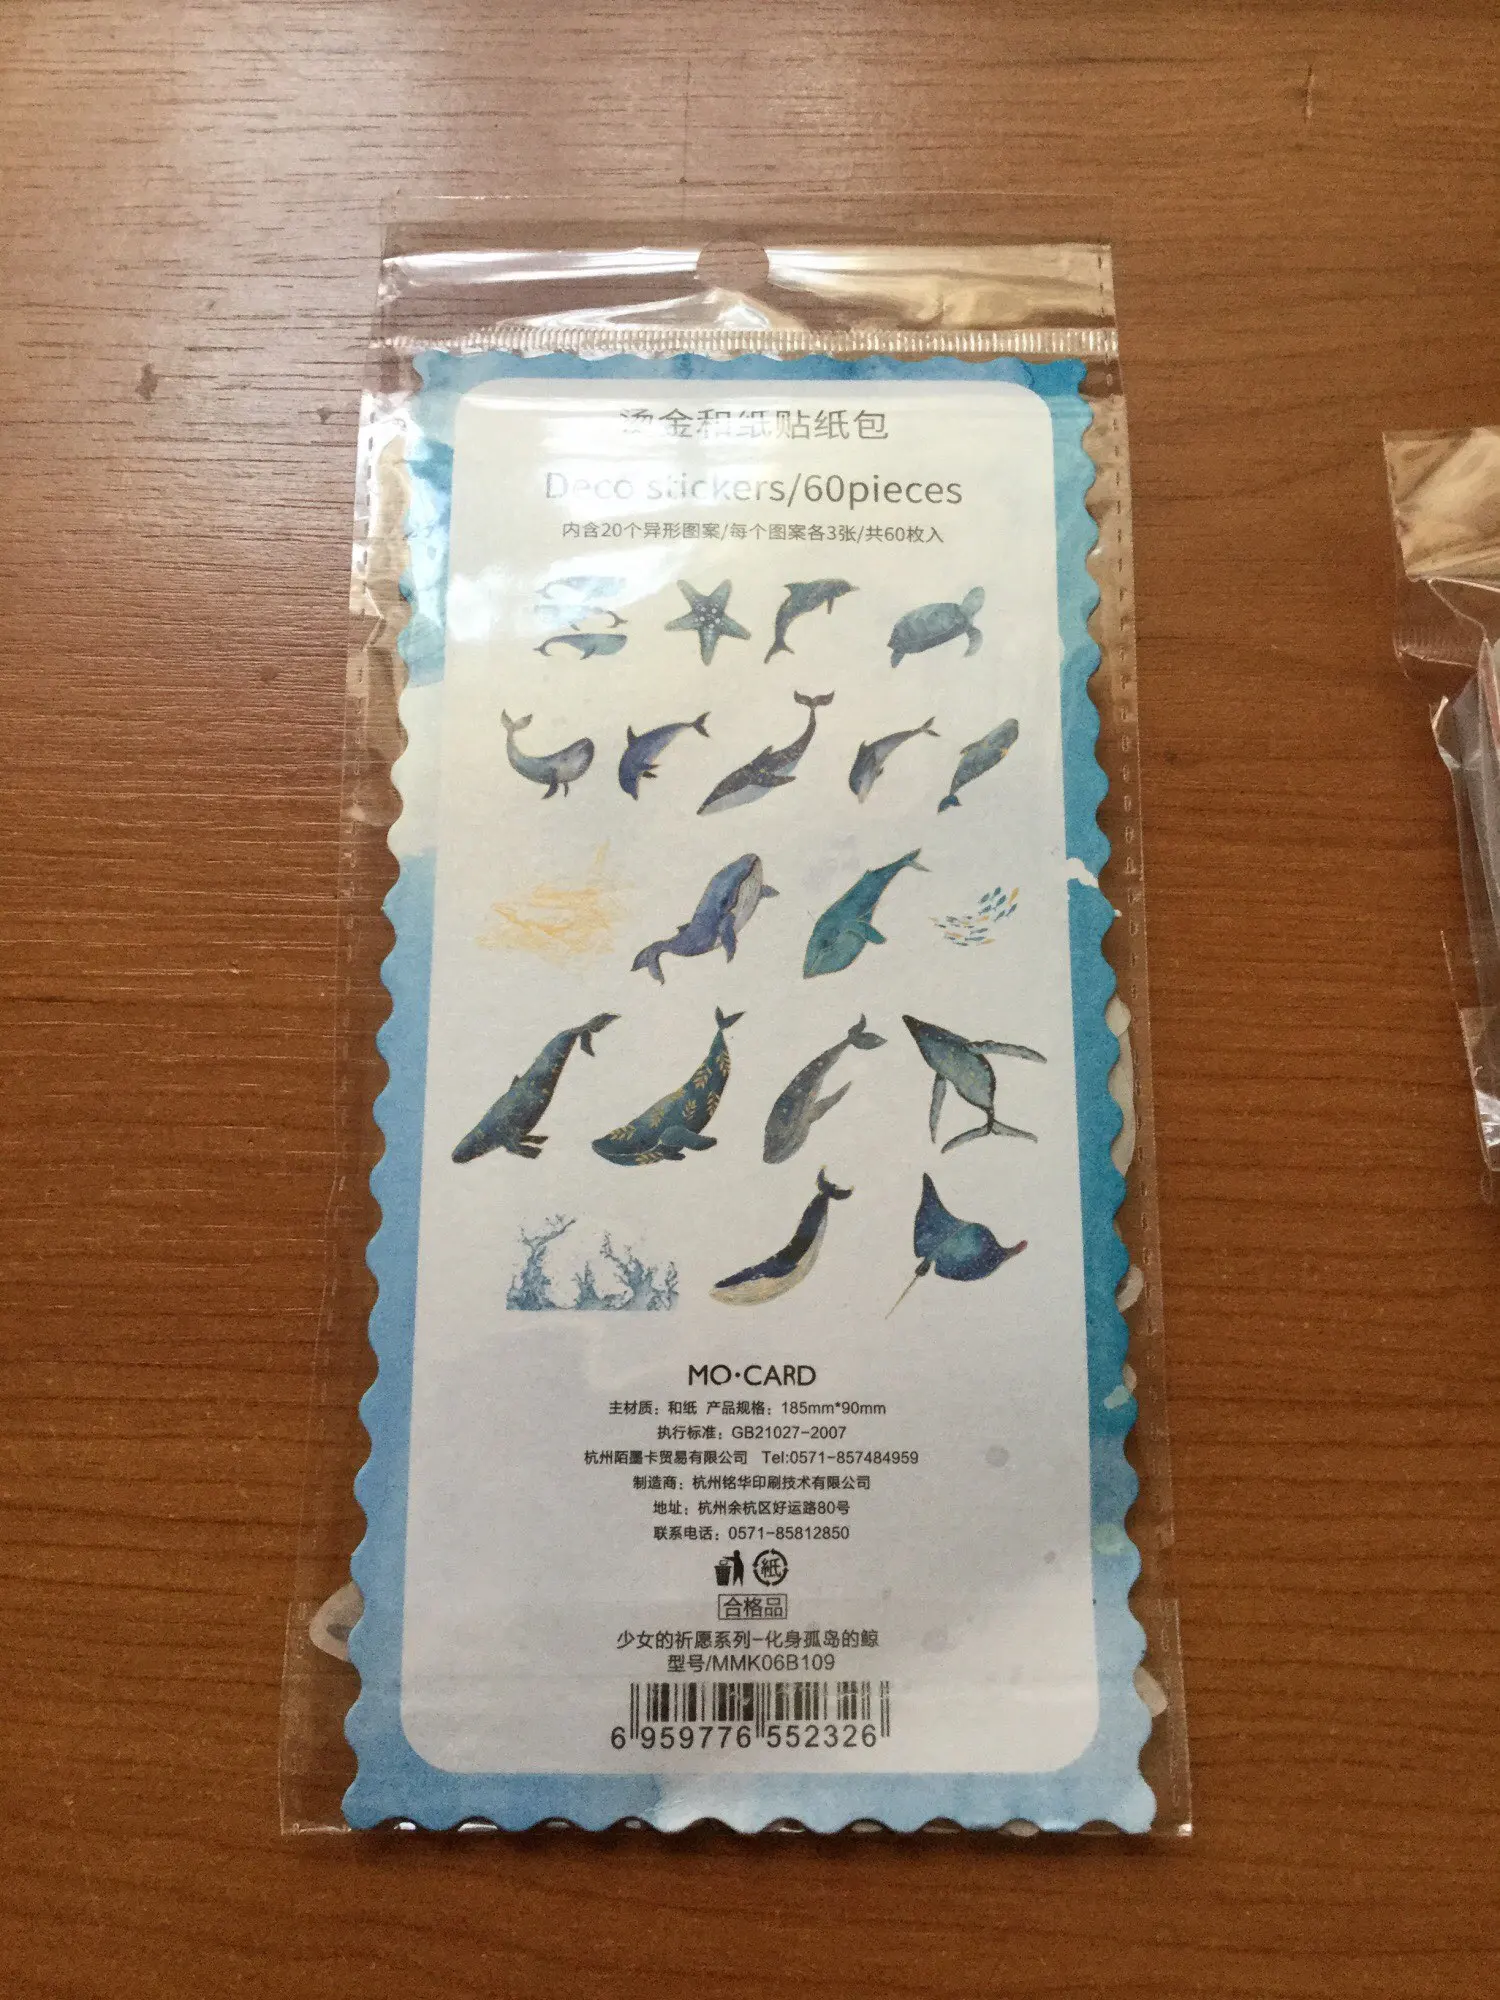 烫金和纸贴纸包
Deco stickers/60pieces
内含20个异形图案/每个图案各3张/共60枚入
MO·CARD
主材质：和纸 产品规格：185mm*90mm
执行标准：GB21027-2007
杭州陌墨卡贸易有限公司 Tel:0571-857484959
制造商：杭州铭华印刷技术有限公司
地址：杭州余杭区好运路80号
联系电话：0571-85812850
紙
合格品
少女的祈愿系列-化身孤岛的鲸
型号/MMK06B109
6 959776 552326